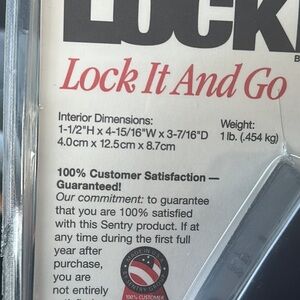 LOCK
Lock It And Go
Interior Dimensions:
1-1/2"H x 4-15/16"W x 3-7/16"D
4.0cm x 12.5cm x 8.7cm
Weight:
1 lb. (.454 kg)
100% Customer Satisfaction —
Guaranteed!
Our commitment: to guarantee
that you are 100% satisfied
with this Sentry product. If at
any time during the first full
year after
purchase,
you are
not entirely